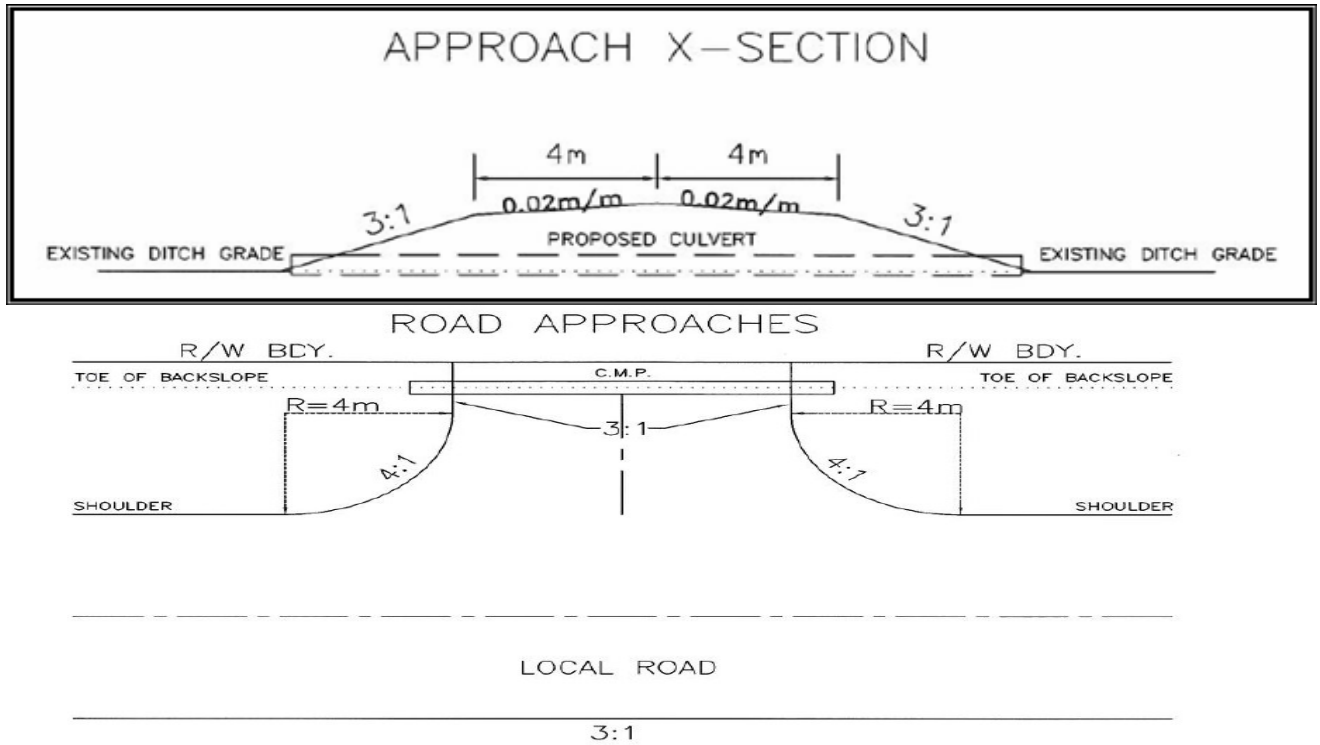 APPROACH X-SECTION
4m 4m
0.02m/m 0.02m/m
3:1 3:1
PROPOSED CULVERT
EXISTING DITCH GRADE EXISTING DITCH GRADE
ROAD APPROACHES
R/W BDY. R/W BDY.
C.M.P.
TOE OF BACKSLOPE TOE OF BACKSLOPE
R=4m R=4m
3:1
4:1 4:1
SHOULDER SHOULDER
LOCAL ROAD
3:1